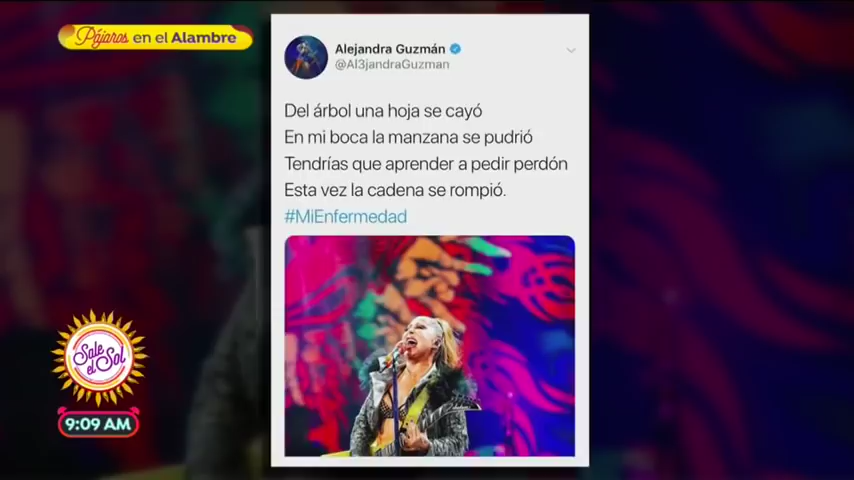 Pájaros en el Alambre
Alejandra Guzmán
@Al3jandraGuzman
Del árbol una hoja se cayó
En mi boca la manzana se pudrió
Tendrías que aprender a pedir perdón
Esta vez la cadena se rompió.
#MiEnfermedad
Sale
el Sol
9:09 AM